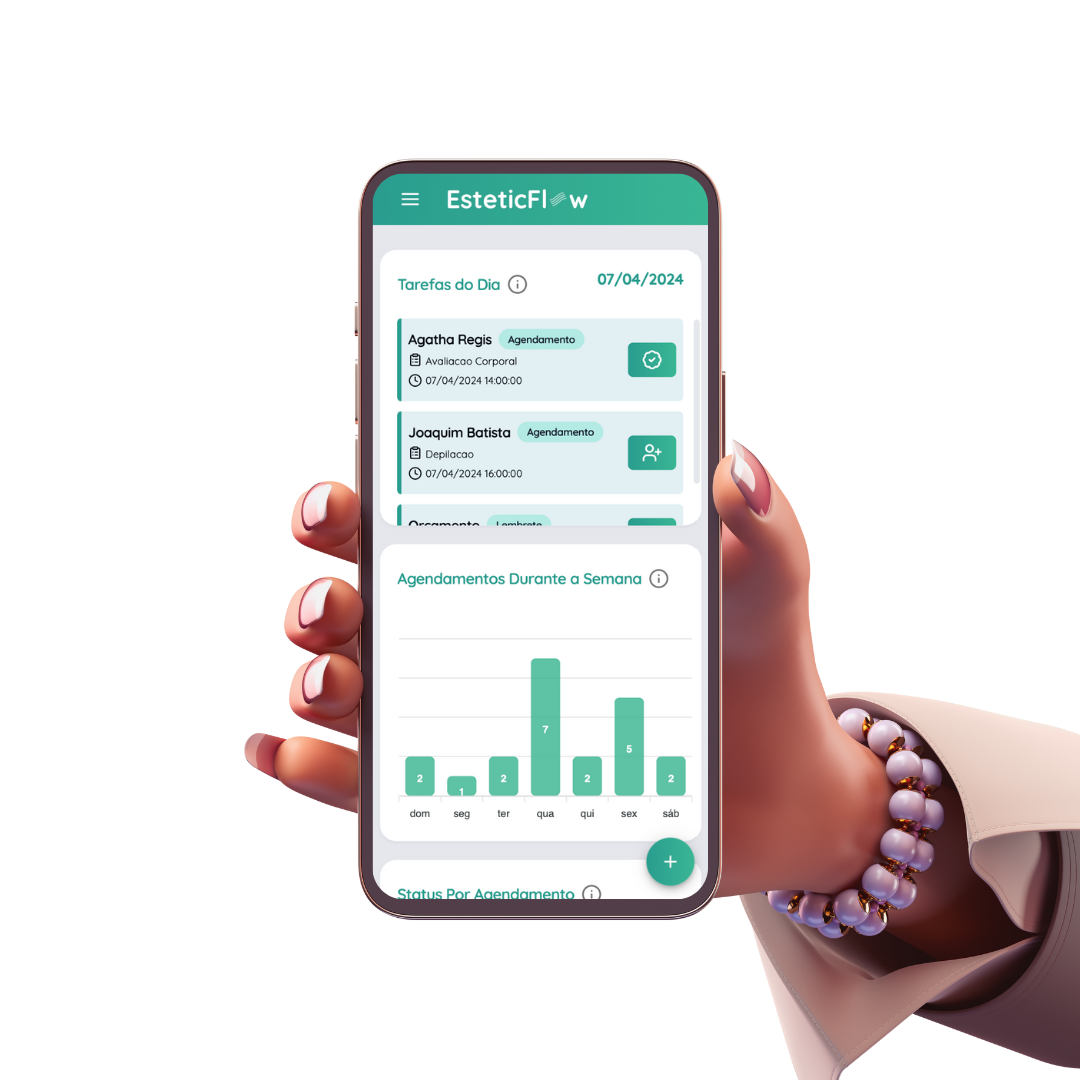 EsteticFlow
Tarefas do Dia
07/04/2024
Agatha Regis Agendamento
Avaliacao Corporal
07/04/2024 14:00:00
Joaquim Batista Agendamento
Depilacao
07/04/2024 16:00:00
Orçamento Lembrete
Agendamentos Durante a Semana
2 1 2 7 2 5 2
dom seg ter qua qui sex sáb
+
Status Por Agendamento